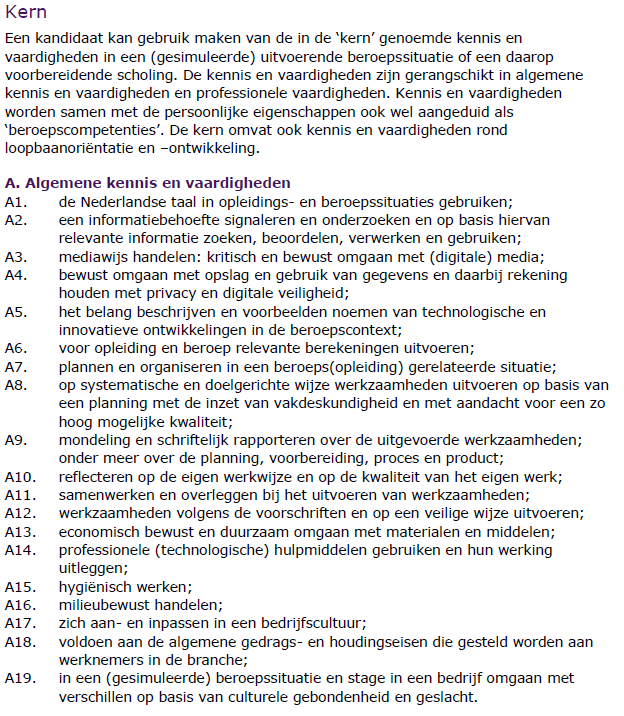 Kern
Een kandidaat kan gebruik maken van de in de ‘kern’ genoemde kennis en
vaardigheden in een (gesimuleerde) uitvoerende beroepssituatie of een daarop
voorbereidende scholing. De kennis en vaardigheden zijn gerangschikt in algemene
kennis en vaardigheden en professionele vaardigheden. Kennis en vaardigheden
worden samen met de persoonlijke eigenschappen ook wel aangeduid als
‘beroepscompetenties’. De kern omvat ook kennis en vaardigheden rond
loopbaanoriëntatie en –ontwikkeling.
A. Algemene kennis en vaardigheden
A1. de Nederlandse taal in opleidings- en beroepssituaties gebruiken;
A2. een informatiebehoefte signaleren en onderzoeken en op basis hiervan
relevante informatie zoeken, beoordelen, verwerken en gebruiken;
A3. mediawijs handelen: kritisch en bewust omgaan met (digitale) media;
A4. bewust omgaan met opslag en gebruik van gegevens en daarbij rekening
houden met privacy en digitale veiligheid;
A5. het belang beschrijven en voorbeelden noemen van technologische en
innovatieve ontwikkelingen in de beroepscontext;
A6. voor opleiding en beroep relevante berekeningen uitvoeren;
A7. plannen en organiseren in een beroeps(opleiding) gerelateerde situatie;
A8. op systematische en doelgerichte wijze werkzaamheden uitvoeren op basis van
een planning met de inzet van vakdeskundigheid en met aandacht voor een zo
hoog mogelijke kwaliteit;
A9. mondeling en schriftelijk rapporteren over de uitgevoerde werkzaamheden;
onder meer over de planning, voorbereiding, proces en product;
A10. reflecteren op de eigen werkwijze en op de kwaliteit van het eigen werk;
A11. samenwerken en overleggen bij het uitvoeren van werkzaamheden;
A12. werkzaamheden volgens de voorschriften en op een veilige wijze uitvoeren;
A13. economisch bewust en duurzaam omgaan met materialen en middelen;
A14. professionele (technologische) hulpmiddelen gebruiken en hun werking
uitleggen;
A15. hygiënisch werken;
A16. milieubewust handelen;
A17. zich aan- en inpassen in een bedrijfscultuur;
A18. voldoen aan de algemene gedrags- en houdingseisen die gesteld worden aan
werknemers in de branche;
A19. in een (gesimuleerde) beroepssituatie en stage in een bedrijf omgaan met
verschillen op basis van culturele gebondenheid en geslacht.